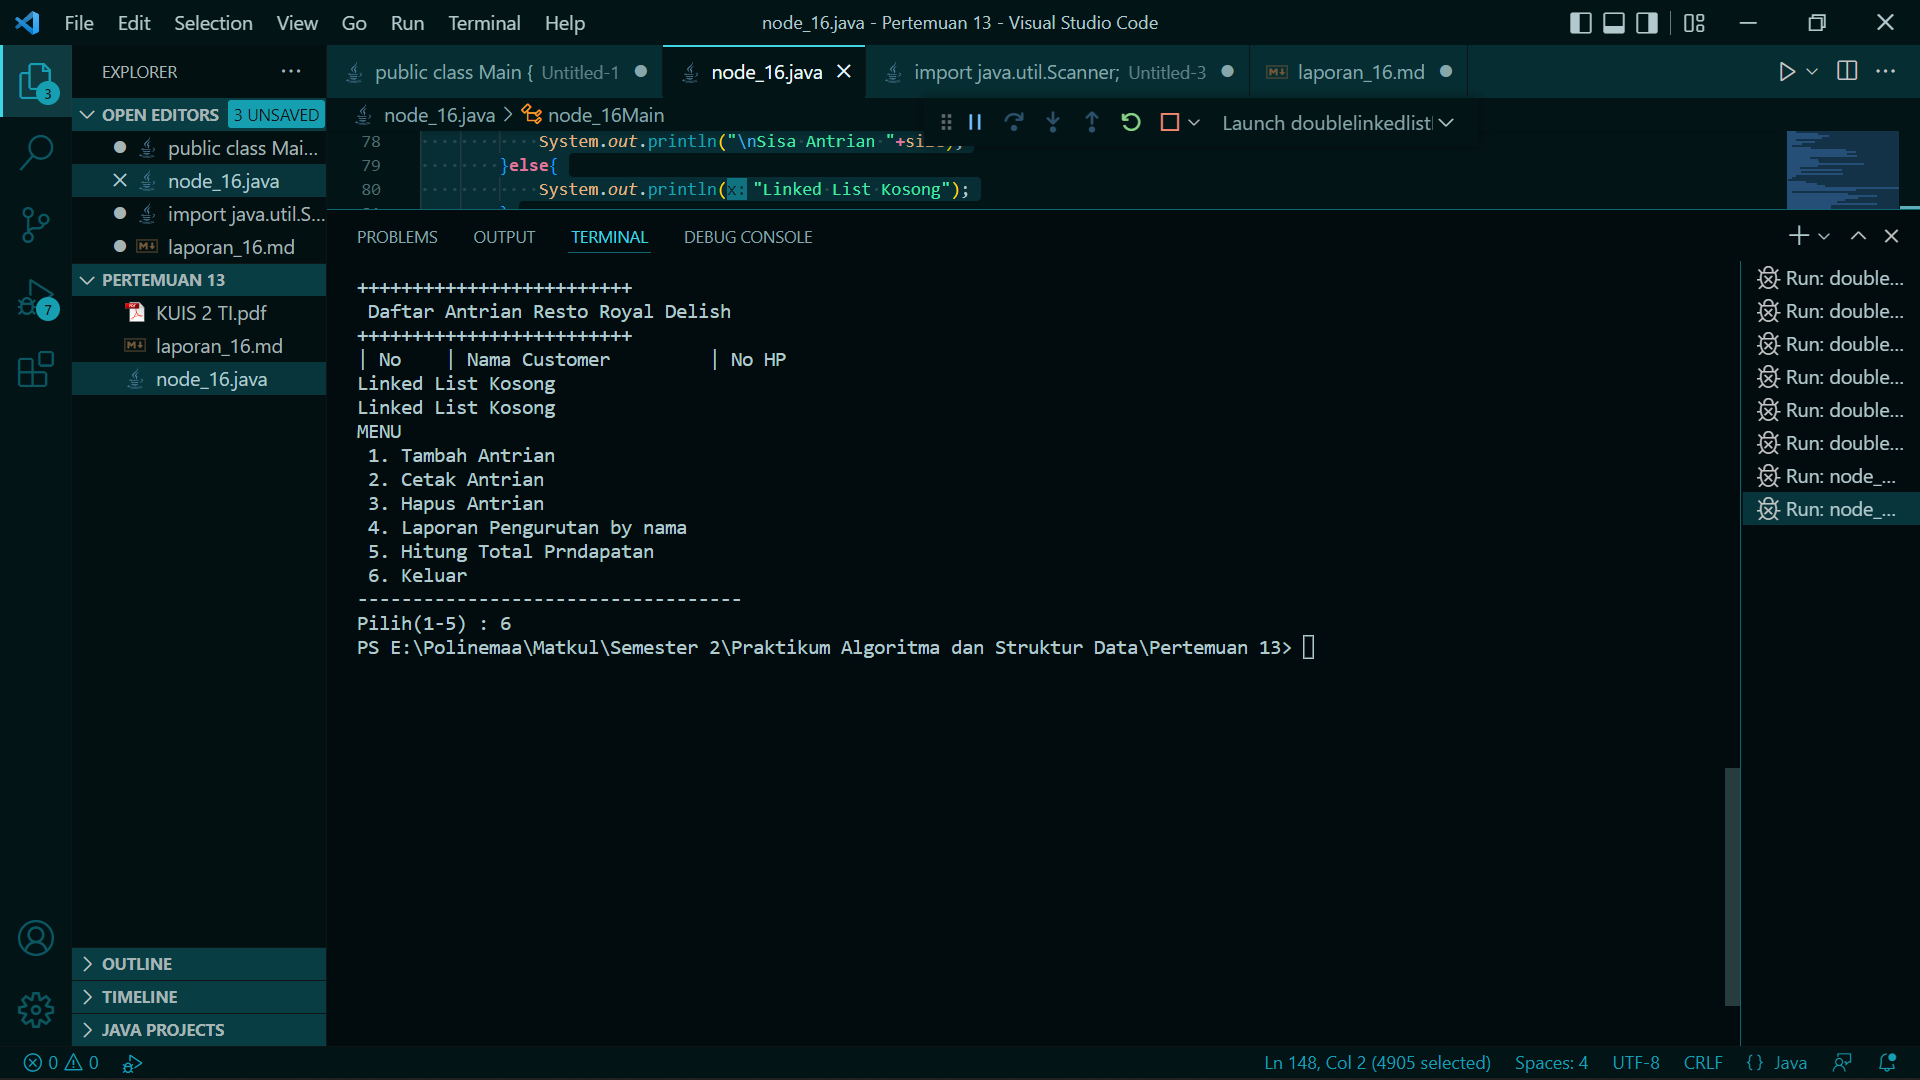 File Edit Selection View Go Run Terminal Help
node_16.java - Pertemuan 13 - Visual Studio Code
3
7
EXPLORER
OPEN EDITORS 3 UNSAVED
public class Mai...
node_16.java
import java.util.S...
laporan_16.md
PERTEMUAN 13
KUIS 2 TI.pdf
laporan_16.md
node_16.java
OUTLINE
TIMELINE
JAVA PROJECTS
public class Main { Untitled-1
node_16.java
import java.util.Scanner; Untitled-3
laporan_16.md
node_16.java > node_16Main
Launch doublelinkedlist
78 System.out.println("\nSisa Antrian "+
79 }else{
80 System.out.println(x: "Linked List Kosong");
PROBLEMS OUTPUT TERMINAL DEBUG CONSOLE
+++++++++++++++++++++++++
Daftar Antrian Resto Royal Delish
+++++++++++++++++++++++++
| No | Nama Customer | No HP
Linked List Kosong
Linked List Kosong
MENU
1. Tambah Antrian
2. Cetak Antrian
3. Hapus Antrian
4. Laporan Pengurutan by nama
5. Hitung Total Prndapatan
6. Keluar
-----------------------------------
Pilih(1-5) : 6
PS E:\Polinemaa\Matkul\Semester 2\Praktikum Algoritma dan Struktur Data\Pertemuan 13>
Run: double...
Run: double...
Run: double...
Run: double...
Run: double...
Run: double...
Run: node_...
Run: node_...
0 0
Ln 148, Col 2 (4905 selected) Spaces: 4 UTF-8 CRLF {} Java